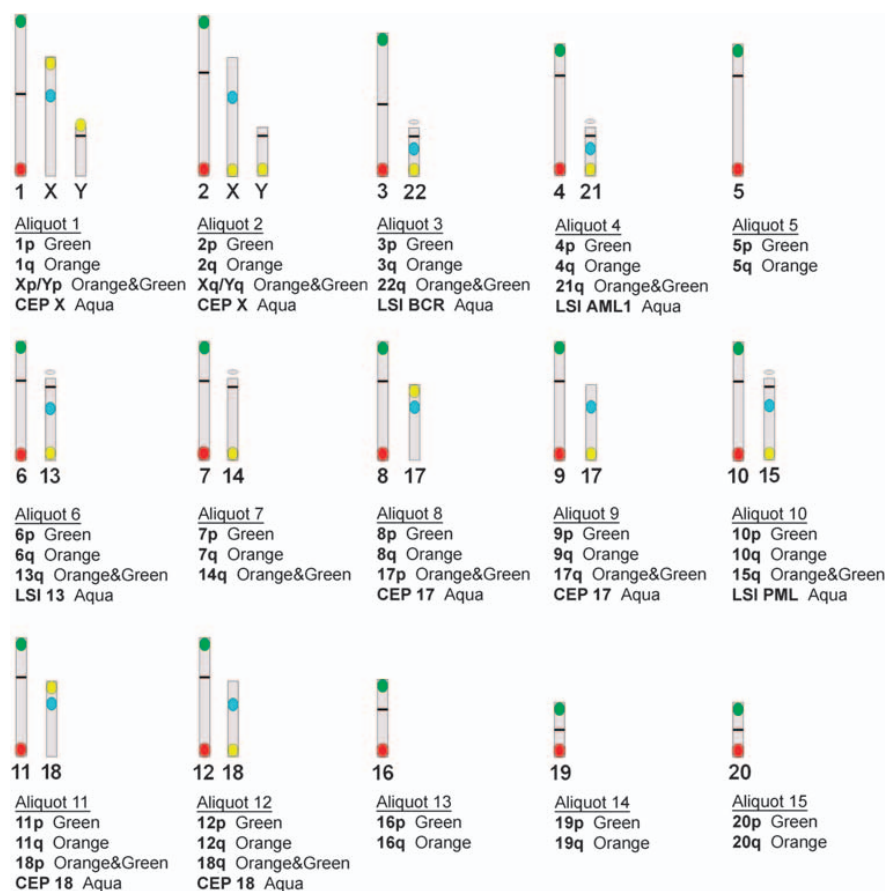 1 X Y
2 X Y
3 22
4 21
5
Aliquot 1
1p Green
1q Orange
Xp/Yp Orange&Green
CEP X Aqua
Aliquot 2
2p Green
2q Orange
Xq/Yq Orange&Green
CEP X Aqua
Aliquot 3
3p Green
3q Orange
22q Orange&Green
LSI BCR Aqua
Aliquot 4
4p Green
4q Orange
21q Orange&Green
LSI AML1 Aqua
Aliquot 5
5p Green
5q Orange
6 13
7 14
8 17
9 17
10 15
Aliquot 6
6p Green
6q Orange
13q Orange&Green
LSI 13 Aqua
Aliquot 7
7p Green
7q Orange
14q Orange&Green
Aliquot 8
8p Green
8q Orange
17p Orange&Green
CEP 17 Aqua
Aliquot 9
9p Green
9q Orange
17q Orange&Green
CEP 17 Aqua
Aliquot 10
10p Green
10q Orange
15q Orange&Green
LSI PML Aqua
11 18
12 18
16
19
20
Aliquot 11
11p Green
11q Orange
18p Orange&Green
CEP 18 Aqua
Aliquot 12
12p Green
12q Orange
18q Orange&Green
CEP 18 Aqua
Aliquot 13
16p Green
16q Orange
Aliquot 14
19p Green
19q Orange
Aliquot 15
20p Green
20q Orange